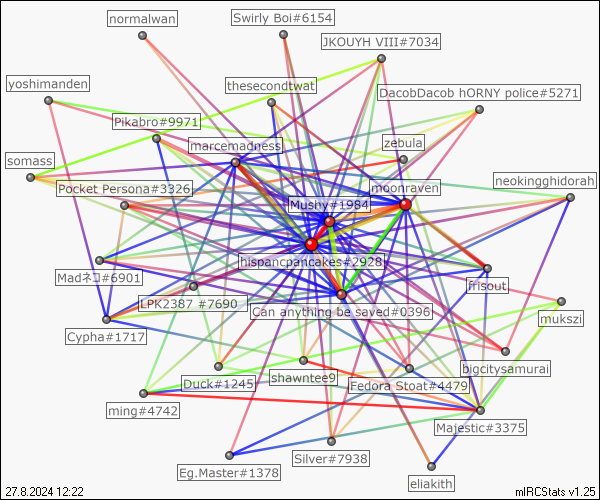 normalwan
Swirly Boi#6154
JKOUYH VIII#7034
yoshimanden
thesecondtwat
DacobDacob hORNY police#5271
Pikabro#9971
marcemadness
zebula
somass
Pocket Persona#3326
moonraven
neokingghidorah
Mushy#1984
hispancpancakes#2928
Madネコ#6901
frisout
LPK2387 #7690
Can anything be saved#0396
mukszi
Cypha#1717
bigcitysamurai
Duck#1245
shawntee9
Fedora Stoat#4479
ming#4742
Majestic#3375
Silver#7938
Eg.Master#1378
eliakith
27.8.2024 12:22
mIRCStats v1.25